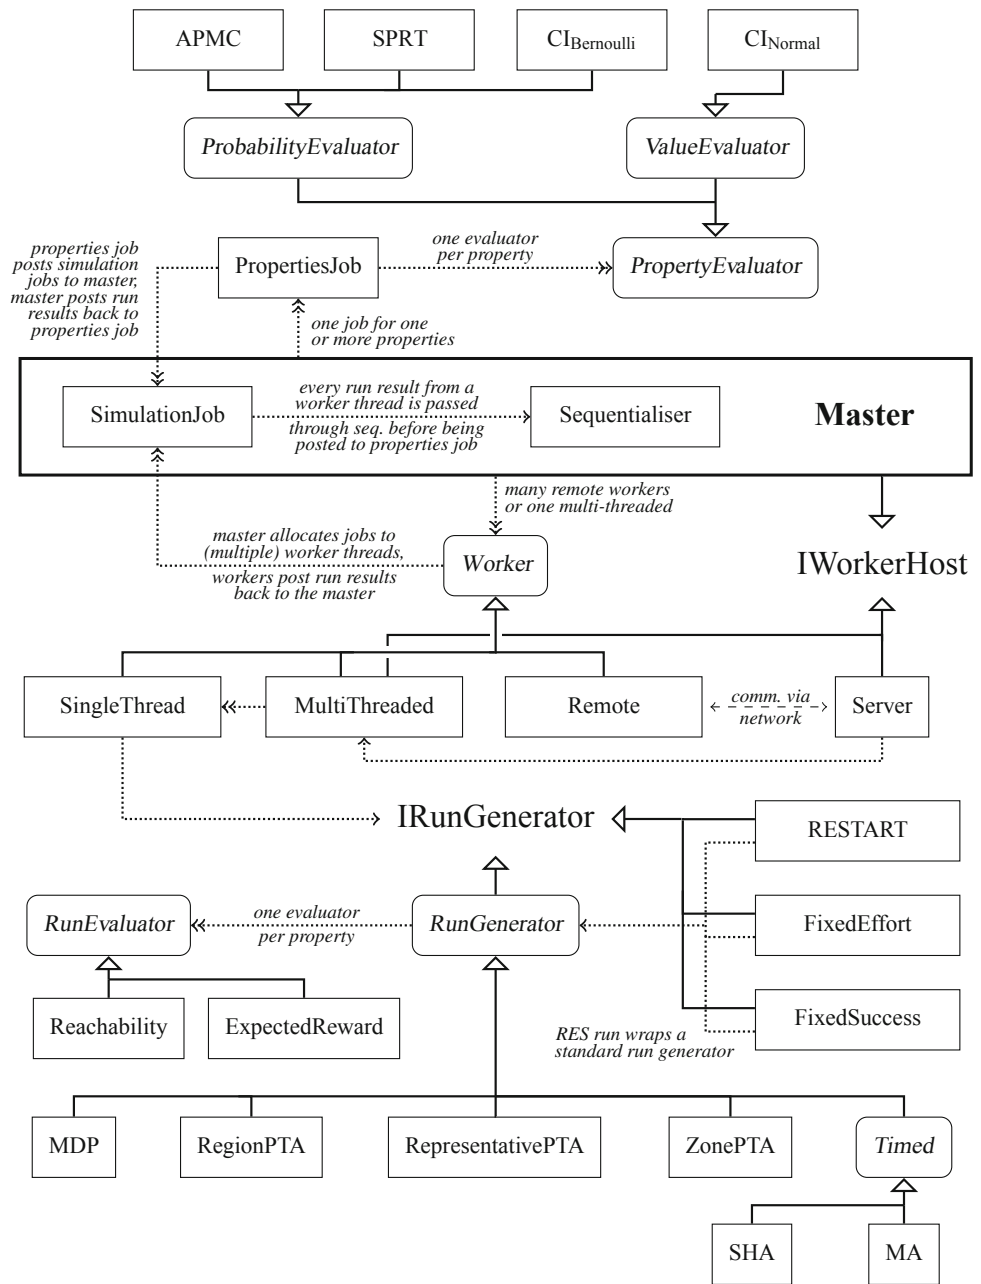 APMC
SPRT
CIBernoulli
CINormal
ProbabilityEvaluator
ValueEvaluator
properties job
posts simulation
jobs to master,
master posts run
results back to
properties job
PropertiesJob
one evaluator
per property
PropertyEvaluator
one job for one
or more properties
SimulationJob
every run result from a
worker thread is passed
through seq. before being
posted to properties job
Sequentialiser
Master
many remote workers
or one multi-threaded
master allocates jobs to
(multiple) worker threads,
workers post run results
back to the master
Worker
IWorkerHost
SingleThread
MultiThreaded
Remote
comm. via
network
Server
IRunGenerator
RESTART
RunEvaluator
one evaluator
per property
RunGenerator
FixedEffort
Reachability
ExpectedReward
RES run wraps a
standard run generator
FixedSuccess
MDP
RegionPTA
RepresentativePTA
ZonePTA
Timed
SHA
MA